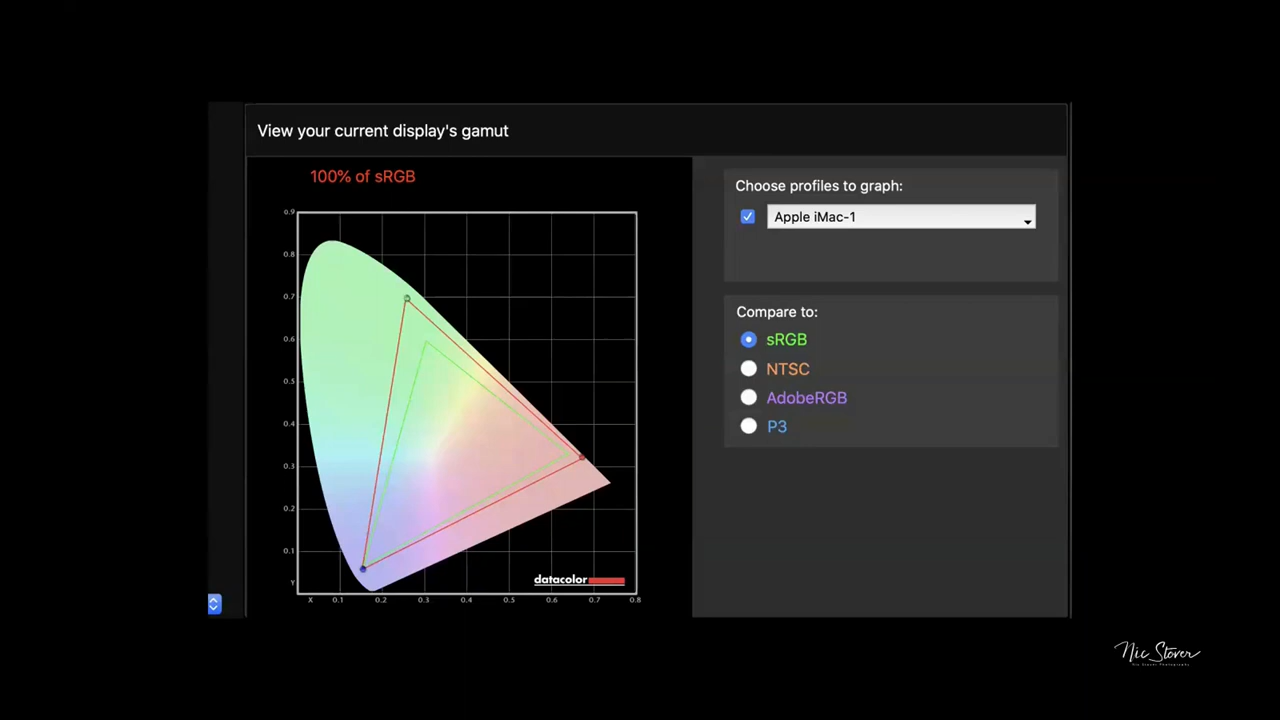 View your current display's gamut
100% of sRGB
0.9
0.8
0.7
0.6
0.5
0.4
0.3
0.2
0.1
Y
X 0.1 0.2 0.3 0.4 0.5 0.6 0.7 0.8
datacolor
Choose profiles to graph:
Apple iMac-1
Compare to:
sRGB
NTSC
AdobeRGB
P3
Nic Stover
Nic Stover Photography